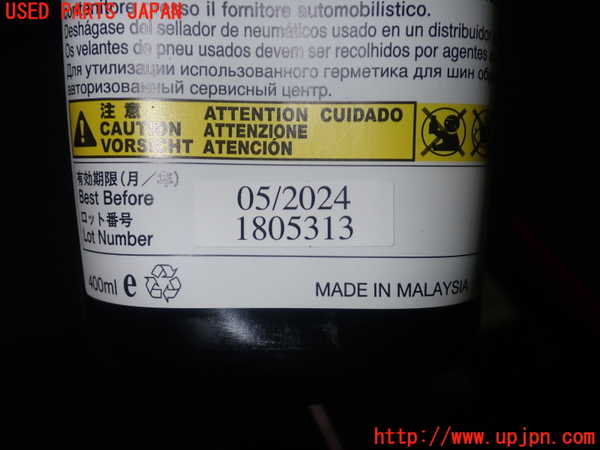 USED PARTS JAPAN
il fornitore automobilistico.
Deshágase del sellador de neumáticos usado en un distribuidor
Os velantes de pneu usados devem ser recolhidos por agentes
Для утилизации использованного герметика для шин
авторизованный сервисный центр.
注意 ATTENTION CUIDADO
CAUTION ATTENZIONE
VORSICHT ATENCIÓN
有効期限(月/年)
Best Before
05/2024
ロット番号
Lot Number
1805313
400ml e
MADE IN MALAYSIA
http://www.upjpn.com/